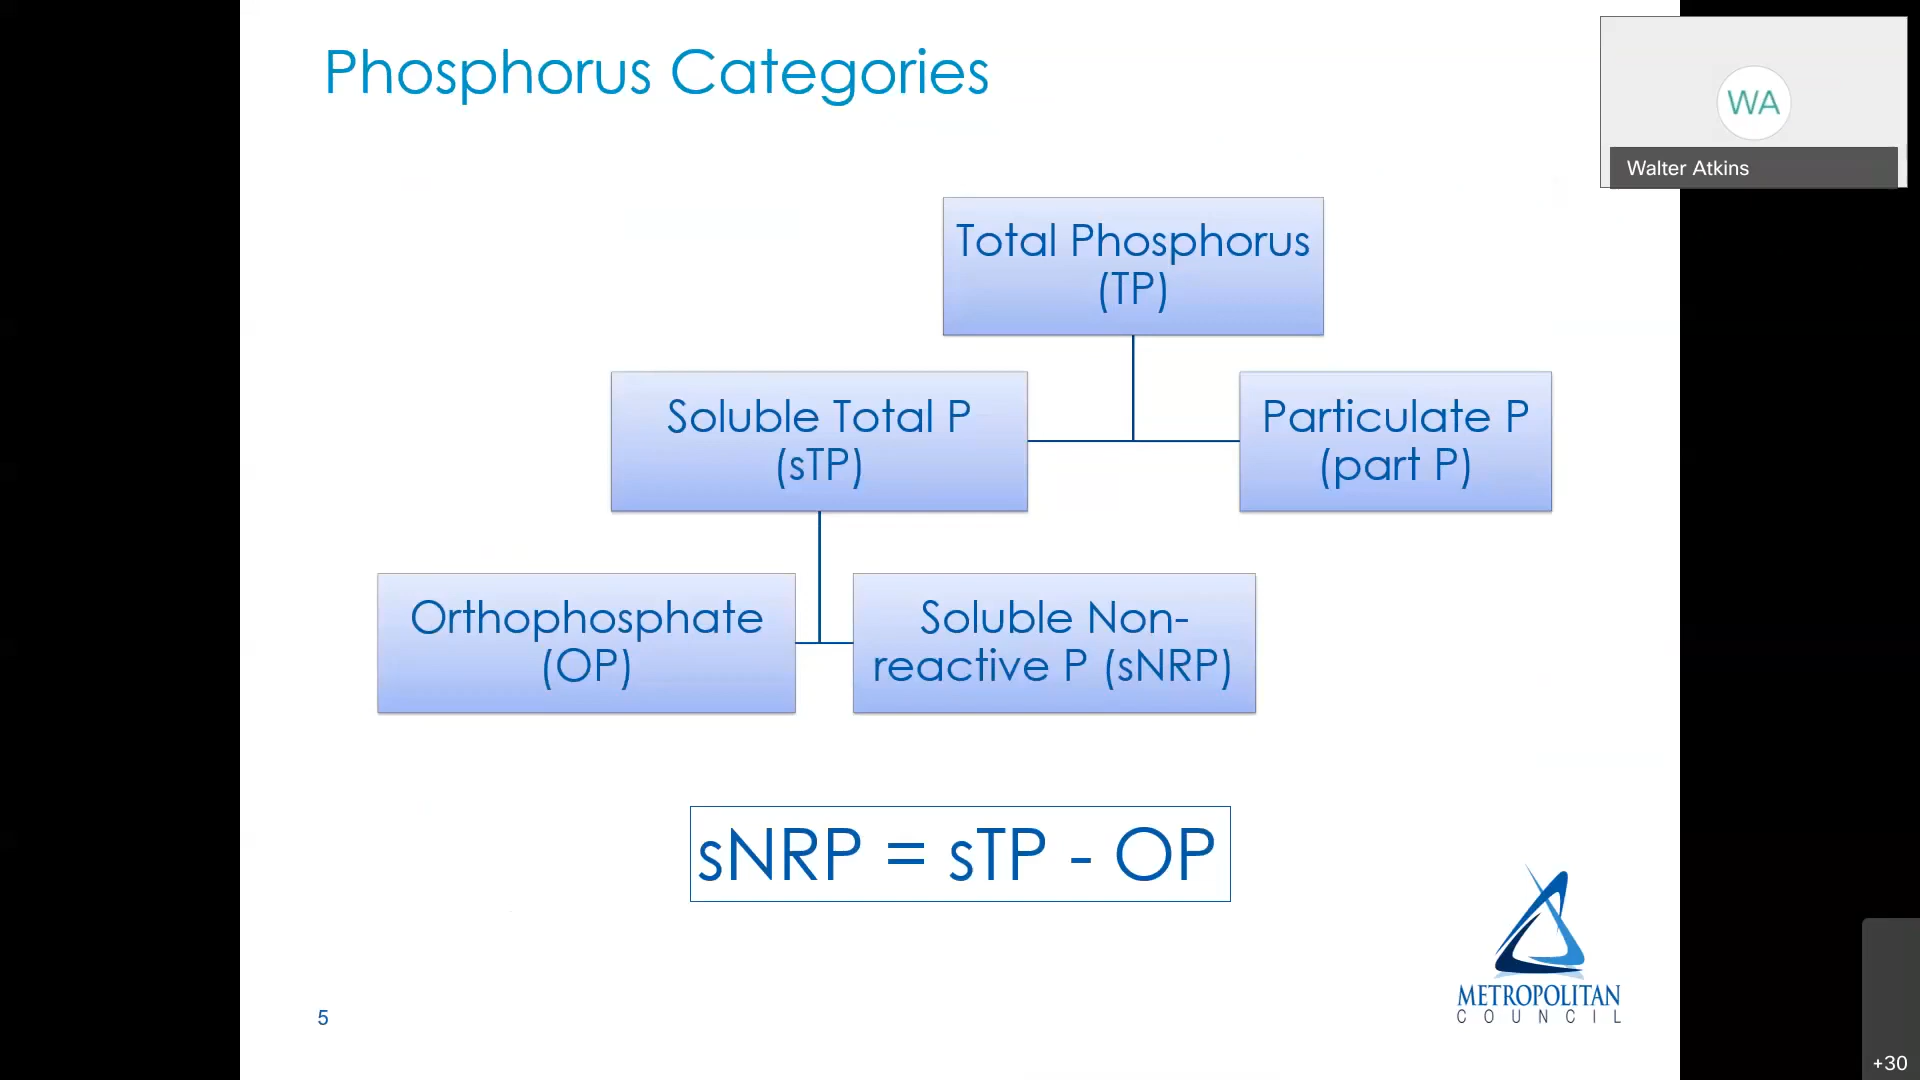 Phosphorus Categories
WA
Walter Atkins
Total Phosphorus
(TP)
Soluble Total P
(sTP)
Particulate P
(part P)
Orthophosphate
(OP)
Soluble Non-
reactive P (sNRP)
sNRP = sTP - OP
METROPOLITAN
COUNCIL
5
+30